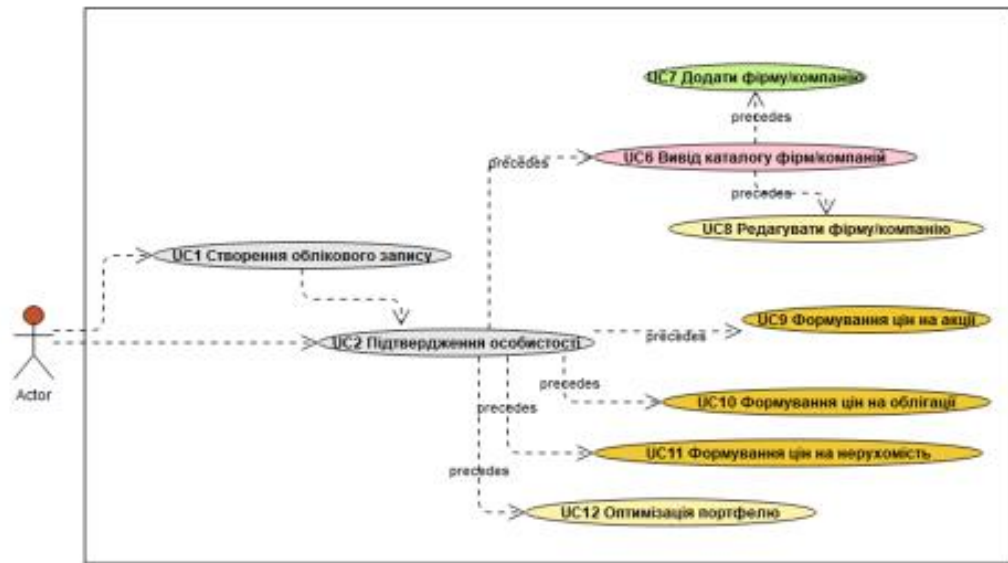 UC7 Додати фірму/компанію
precedes
UC6 Вивід каталогу фірм/компаній
precedes
precedes
UC8 Редагувати фірму/компанію
UC1 Створення облікового запису
UC9 Формування цін на акції
UC2 Підтвердження особистості
precedes
Actor
precedes
UC10 Формування цін на облігації
precedes
UC11 Формування цін на нерухомість
precedes
UC12 Оптимізація портфелю